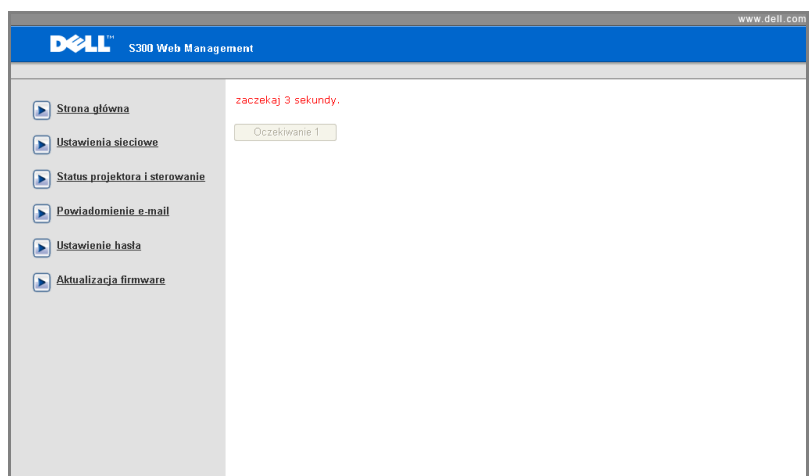 www.dell.com
DELL™ S300 Web Management
zaczekaj 3 sekundy.
Oczekiwanie 1
Strona główna
Ustawienia sieciowe
Status projektora i sterowanie
Powiadomienie e-mail
Ustawienie hasła
Aktualizacja firmware